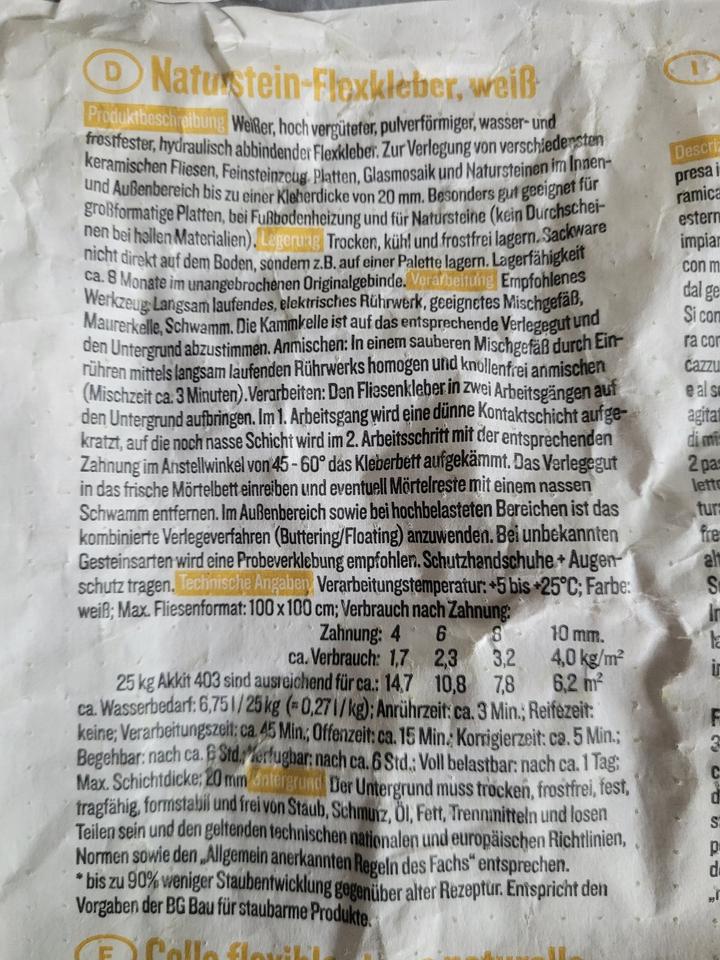 D Naturstein-Flexkleber, weiß
Produktbeschreibung Weißer, hoch vergüteter, pulverförmiger, wasser- und
frostfester, hydraulisch abbindender Flexkleber. Zur Verlegung von verschiedensten
keramischen Fliesen, Feinsteinzeug, Platten, Glasmosaik und Natursteinen im Innen-
und Außenbereich bis zu einer Kleberdicke von 20 mm. Besonders gut geeignet für
großformatige Platten, bei Fußbodenheizung und für Natursteine (kein Durchschei-
nen bei hellen Materialien). Lagerung Trocken, kühl und frostfrei lagern. Sackware
nicht direkt auf dem Boden, sondern z.B. auf einer Palette lagern. Lagerfähigkeit
ca. 8 Monate im unangebrochenen Originalgebinde. Verarbeitung Empfohlenes
Werkzeug: Langsam laufendes, elektrisches Rührwerk, geeignetes Mischgefäß,
Maurerkelle, Schwamm. Die Kammkelle ist auf das entsprechende Verlegegut und
den Untergrund abzustimmen. Anmischen: In einem sauberen Mischgefäß durch Ein-
rühren mittels langsam laufenden Rührwerks homogen und knollenfrei anmischen
(Mischzeit ca. 3 Minuten). Verarbeiten: Den Fliesenkleber in zwei Arbeitsgängen auf
den Untergrund aufbringen. Im 1. Arbeitsgang wird eine dünne Kontaktschicht aufge-
kratzt, auf die noch nasse Schicht wird im 2. Arbeitsschritt mit der entsprechenden
Zahnung im Anstellwinkel von 45 - 60° das Kleberbett aufgekämmt. Das Verlegegut
in das frische Mörtelbett einreiben und eventuell Mörtelreste mit einem nassen
Schwamm entfernen. Im Außenbereich sowie bei hochbelasteten Bereichen ist das
kombinierte Verlegeverfahren (Buttering/Floating) anzuwenden. Bei unbekannten
Gesteinsarten wird eine Probeverklebung empfohlen. Schutzhandschuhe + Augen-
schutz tragen. Technische Angaben Verarbeitungstemperatur: +5 bis +25°C; Farbe:
weiß; Max. Fliesenformat: 100 x 100 cm; Verbrauch nach Zahnung:
Zahnung: 4 6 8 10 mm.
ca. Verbrauch: 1,7 2,3 3,2 4,0 kg/m²
25 kg Akkit 403 sind ausreichend für ca.: 14,7 10,8 7,8 6,2 m²
ca. Wasserbedarf: 6,75 l / 25 kg (= 0,27 l / kg); Anrührzeit: ca. 3 Min.; Reifezeit:
keine; Verarbeitungszeit: ca. 45 Min.; Offenzeit: ca. 15 Min.; Korrigierzeit: ca. 5 Min.;
Begehbar: nach ca. 6 Std.; Verfugbar: nach ca. 6 Std.; Voll belastbar: nach ca. 1 Tag;
Max. Schichtdicke: 20 mm Untergrund Der Untergrund muss trocken, frostfrei, fest,
tragfähig, formstabil und frei von Staub, Schmutz, Öl, Fett, Trennmitteln und losen
Teilen sein und den geltenden technischen nationalen und europäischen Richtlinien,
Normen sowie den „Allgemein anerkannten Regeln des Fachs" entsprechen.
* bis zu 90% weniger Staubentwicklung gegenüber alter Rezeptur. Entspricht den
Vorgaben der BG Bau für staubarme Produkte.